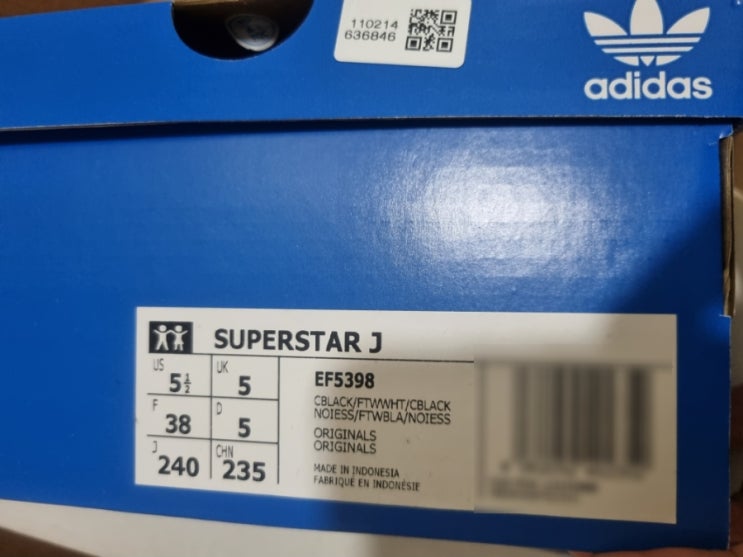 110214
636846
adidas
SUPERSTAR J
US 5½ UK 5
F 38 D 5
J 240 CHN 235
EF5398
CBLACK/FTWWHT/CBLACK
NOIESS/FTWBLA/NOIESS
ORIGINALS
ORIGINALS
MADE IN INDONESIA
FABRIQUÉ EN INDONÉSIE